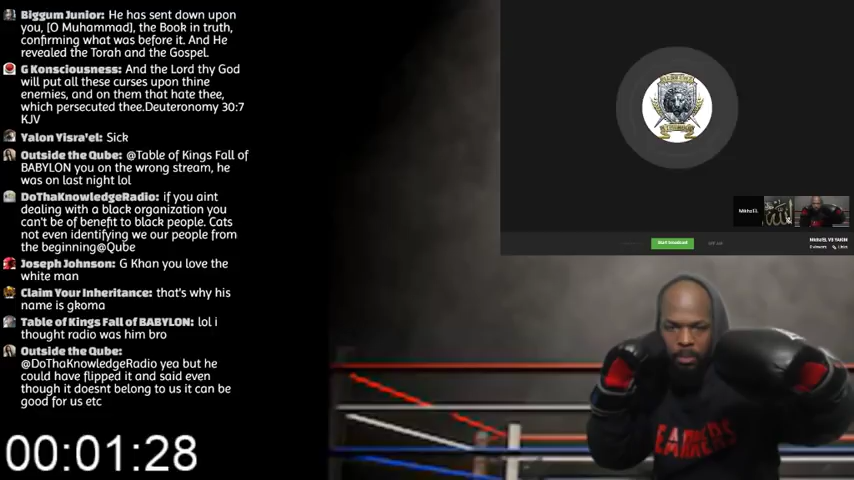 Biggum Junior: He has sent down upon
you, [O Muhammad], the Book in truth,
confirming what was before it. And He
revealed the Torah and the Gospel.
G Konsciousness: And the Lord thy God
will put all these curses upon thine
enemies, and on them that hate thee,
which persecuted thee.Deuteronomy 30:7
KJV
Yalon Yisra'el: Sick
Outside the Qube: @Table of Kings Fall of
BABYLON you on the wrong stream, he
was on last night lol
DoThaKnowledgeRadio: if you aint
dealing with a black organization you
can't be of benefit to black people. Cats
not even identifying we our people from
the beginning@Qube
Joseph Johnson: G Khan you love the
white man
Claim Your Inheritance: that's why his
name is gkoma
Table of Kings Fall of BABYLON: lol i
thought radio was him bro
Outside the Qube:
@DoThaKnowledgeRadio yea but he
could have flipped it and said even
though it doesnt belong to us it can be
good for us etc
00:01:28
Start broadcast